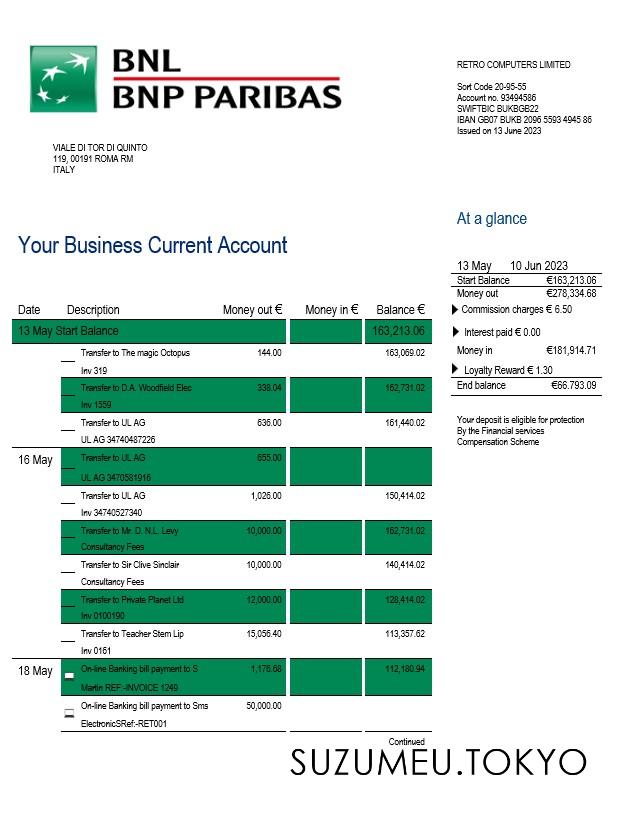 BNL
BNP PARIBAS
RETRO COMPUTERS LIMITED
Sort Code 20-95-55
Account no. 93494586
SWIFTBIC BUKBGB22
IBAN GB07 BUKB 2096 5593 4945 86
Issued on 13 June 2023
VIALE DI TOR DI QUINTO
119, 00191 ROMA RM
ITALY
At a glance
Your Business Current Account
13 May 10 Jun 2023
Start Balance €163,213.06
Money out €278,334.68
Commission charges € 6.50
Interest paid € 0.00
Money in €181,914.71
Loyalty Reward € 1.30
End balance €66.793.09
Your deposit is eligible for protection
By the Financial services
Compensation Scheme
Date Description Money out € Money in € Balance €
13 May Start Balance 163,213.06
Transfer to The magic Octopus 144.00 163,069.02
Inv 319
Transfer to D.A. Woodfield Elec 338.04 162,731.02
Inv 1559
Transfer to UL AG 636.00 161,440.02
UL AG 34740487226
16 May Transfer to UL AG 655.00
UL AG 3470581916
Transfer to UL AG 1,026.00 150,414.02
Inv 34740527340
Transfer to Mr. D. N.L. Levy 10,000.00 162,731.02
Consultancy Fees
Transfer to Sir Clive Sinclair 10,000.00 140,414.02
Consultancy Fees
Transfer to Private Planet Ltd 12,000.00 128,414.02
Inv 0100190
Transfer to Teacher Stem Lip 15,056.40 113,357.62
Inv 0161
18 May On-line Banking bill payment to S 1,176.68 112,180.94
Martin REF:-INVOICE 1249
On-line Banking bill payment to Sms 50,000.00
ElectronicSRef:-RET001
Continued
SUZUMEU.TOKYO